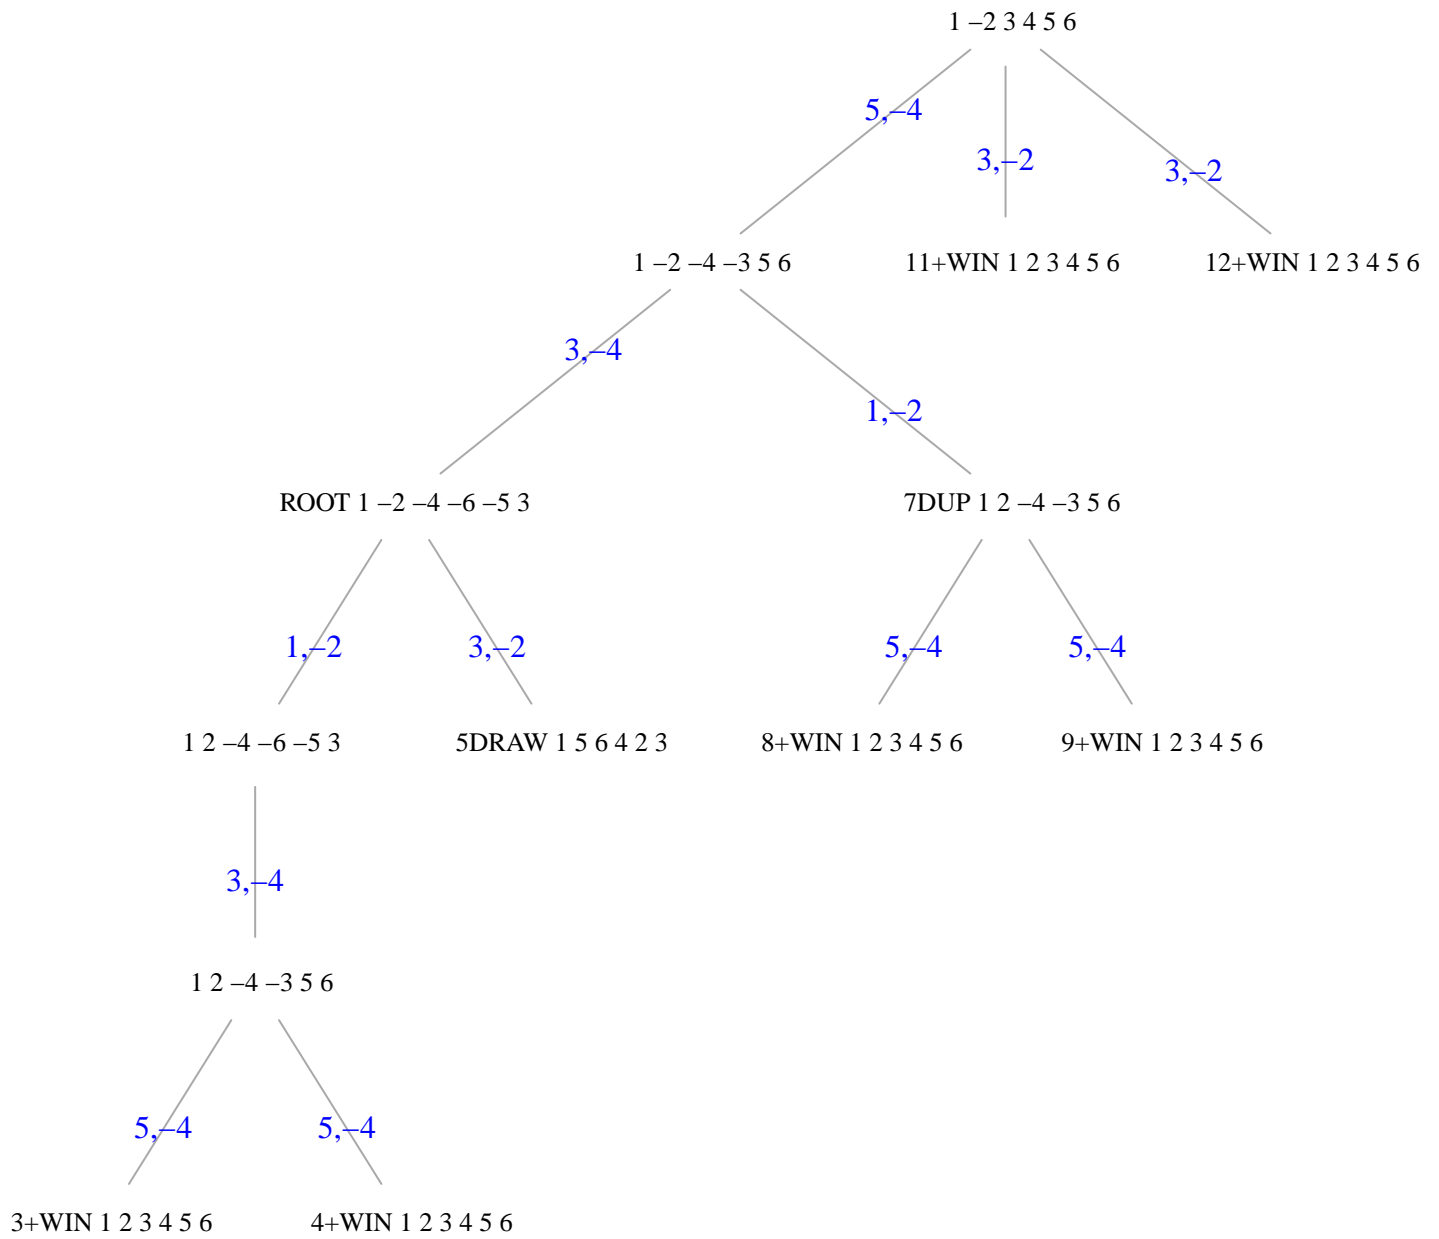 1 –2 3 4 5 6
5,–4
3,–2
3,–2
1 –2 –4 –3 5 6
11+WIN 1 2 3 4 5 6
12+WIN 1 2 3 4 5 6
3,–4
1,–2
ROOT 1 –2 –4 –6 –5 3
7DUP 1 2 –4 –3 5 6
1,–2
3,–2
5,–4
5,–4
1 2 –4 –6 –5 3
5DRAW 1 5 6 4 2 3
8+WIN 1 2 3 4 5 6
9+WIN 1 2 3 4 5 6
3,–4
1 2 –4 –3 5 6
5,–4
5,–4
3+WIN 1 2 3 4 5 6
4+WIN 1 2 3 4 5 6